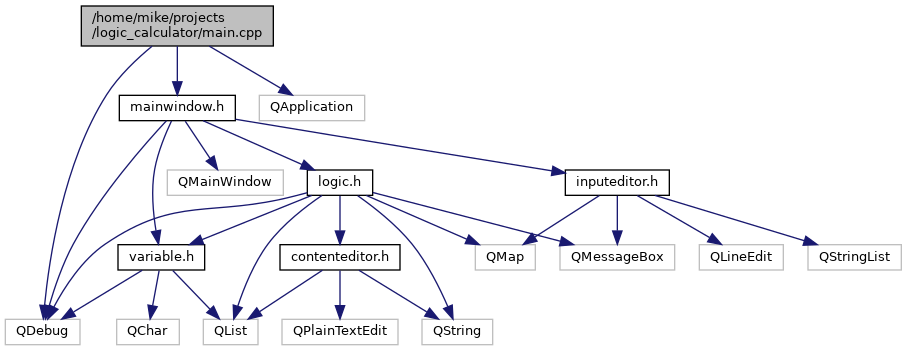 /home/mike/projects
/logic_calculator/main.cpp
mainwindow.h
QApplication
QMainWindow
logic.h
inputeditor.h
variable.h
contenteditor.h
QMap
QMessageBox
QLineEdit
QStringList
QDebug
QChar
QList
QPlainTextEdit
QString